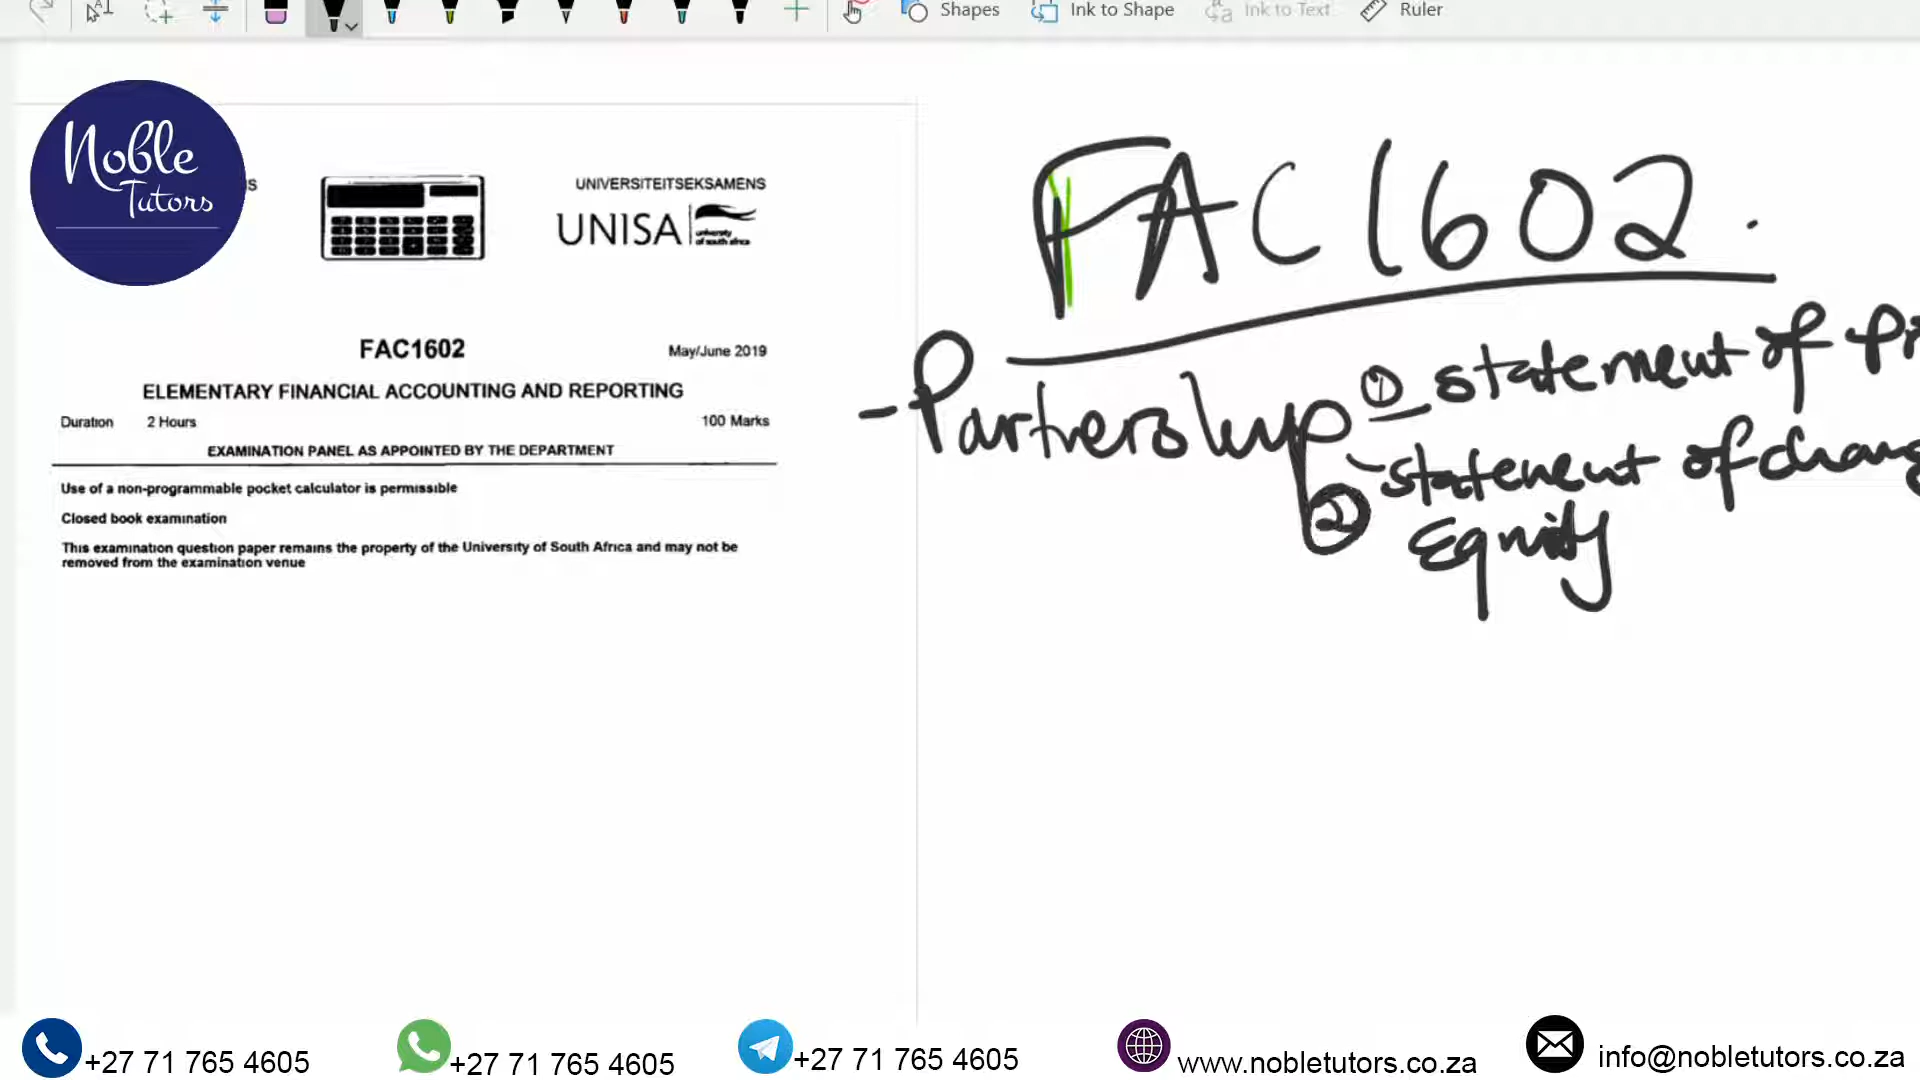 Shapes
Ink to Shape
Ink to Text
Ruler
Noble
Tutors
S
UNIVERSITEITSEKSAMENS
UNISA
university
of south africa
FAC1602
May/June 2019
ELEMENTARY FINANCIAL ACCOUNTING AND REPORTING
Duration 2 Hours
100 Marks
EXAMINATION PANEL AS APPOINTED BY THE DEPARTMENT
Use of a non-programmable pocket calculator is permissible
Closed book examination
This examination question paper remains the property of the University of South Africa and may not be
removed from the examination venue
FAC1602.
- Partnership ① statement of
② - statement of chang
Equity
+27 71 765 4605
+27 71 765 4605
+27 71 765 4605
www.nobletutors.co.za
info@nobletutors.co.za